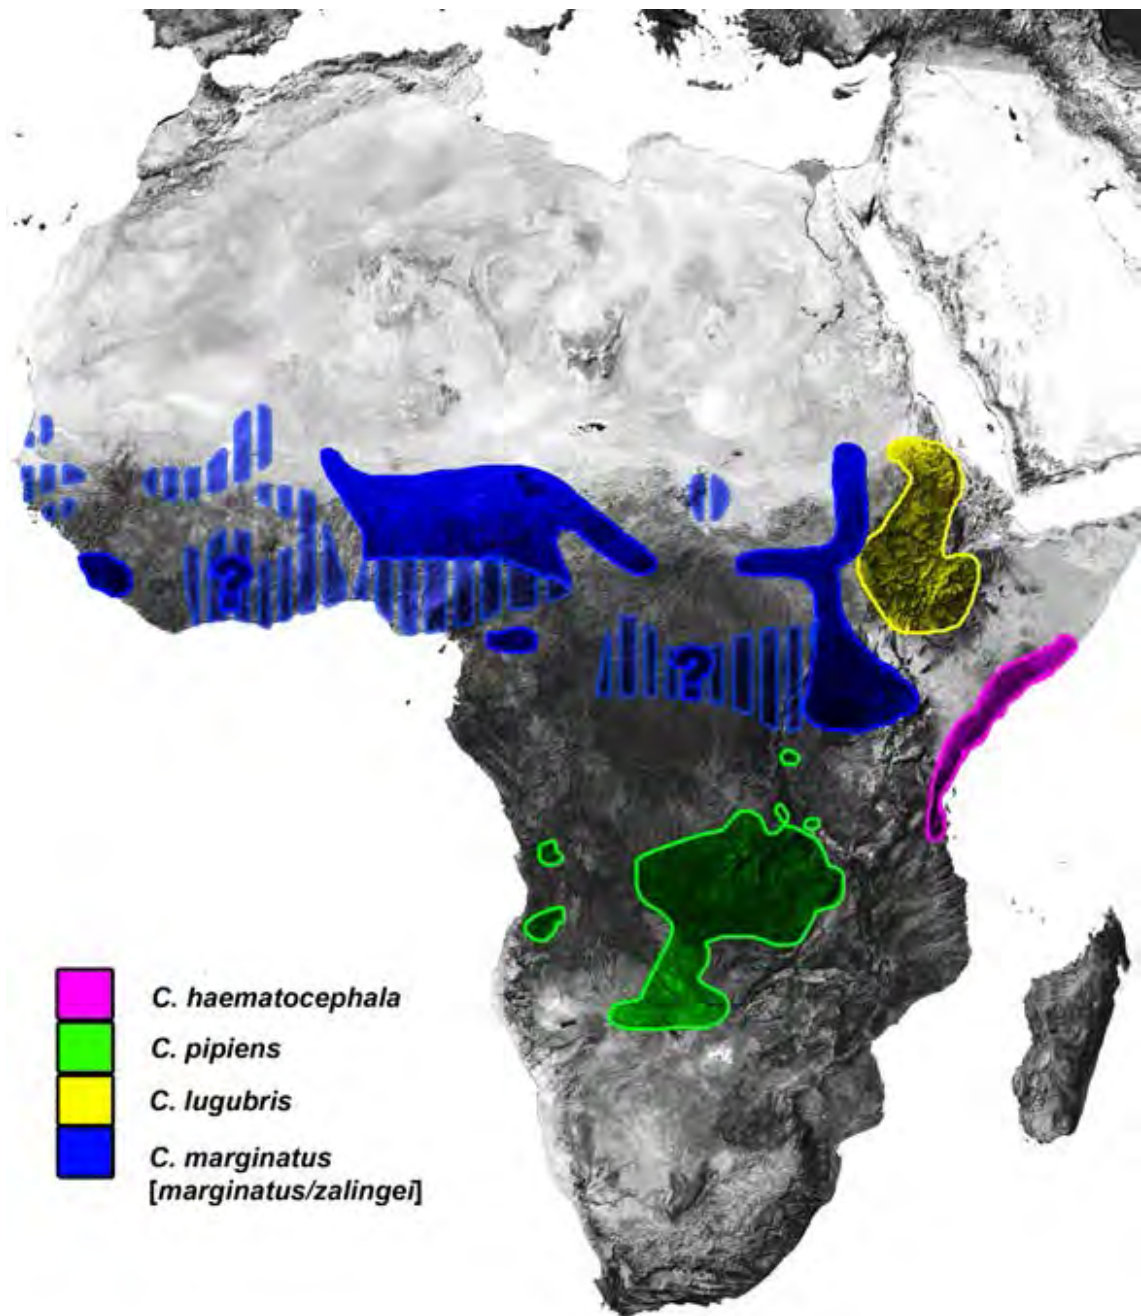 ?
?
C. haematocephala
C. pipiens
C. lugubris
C. marginatus
[marginatus/zalingei]